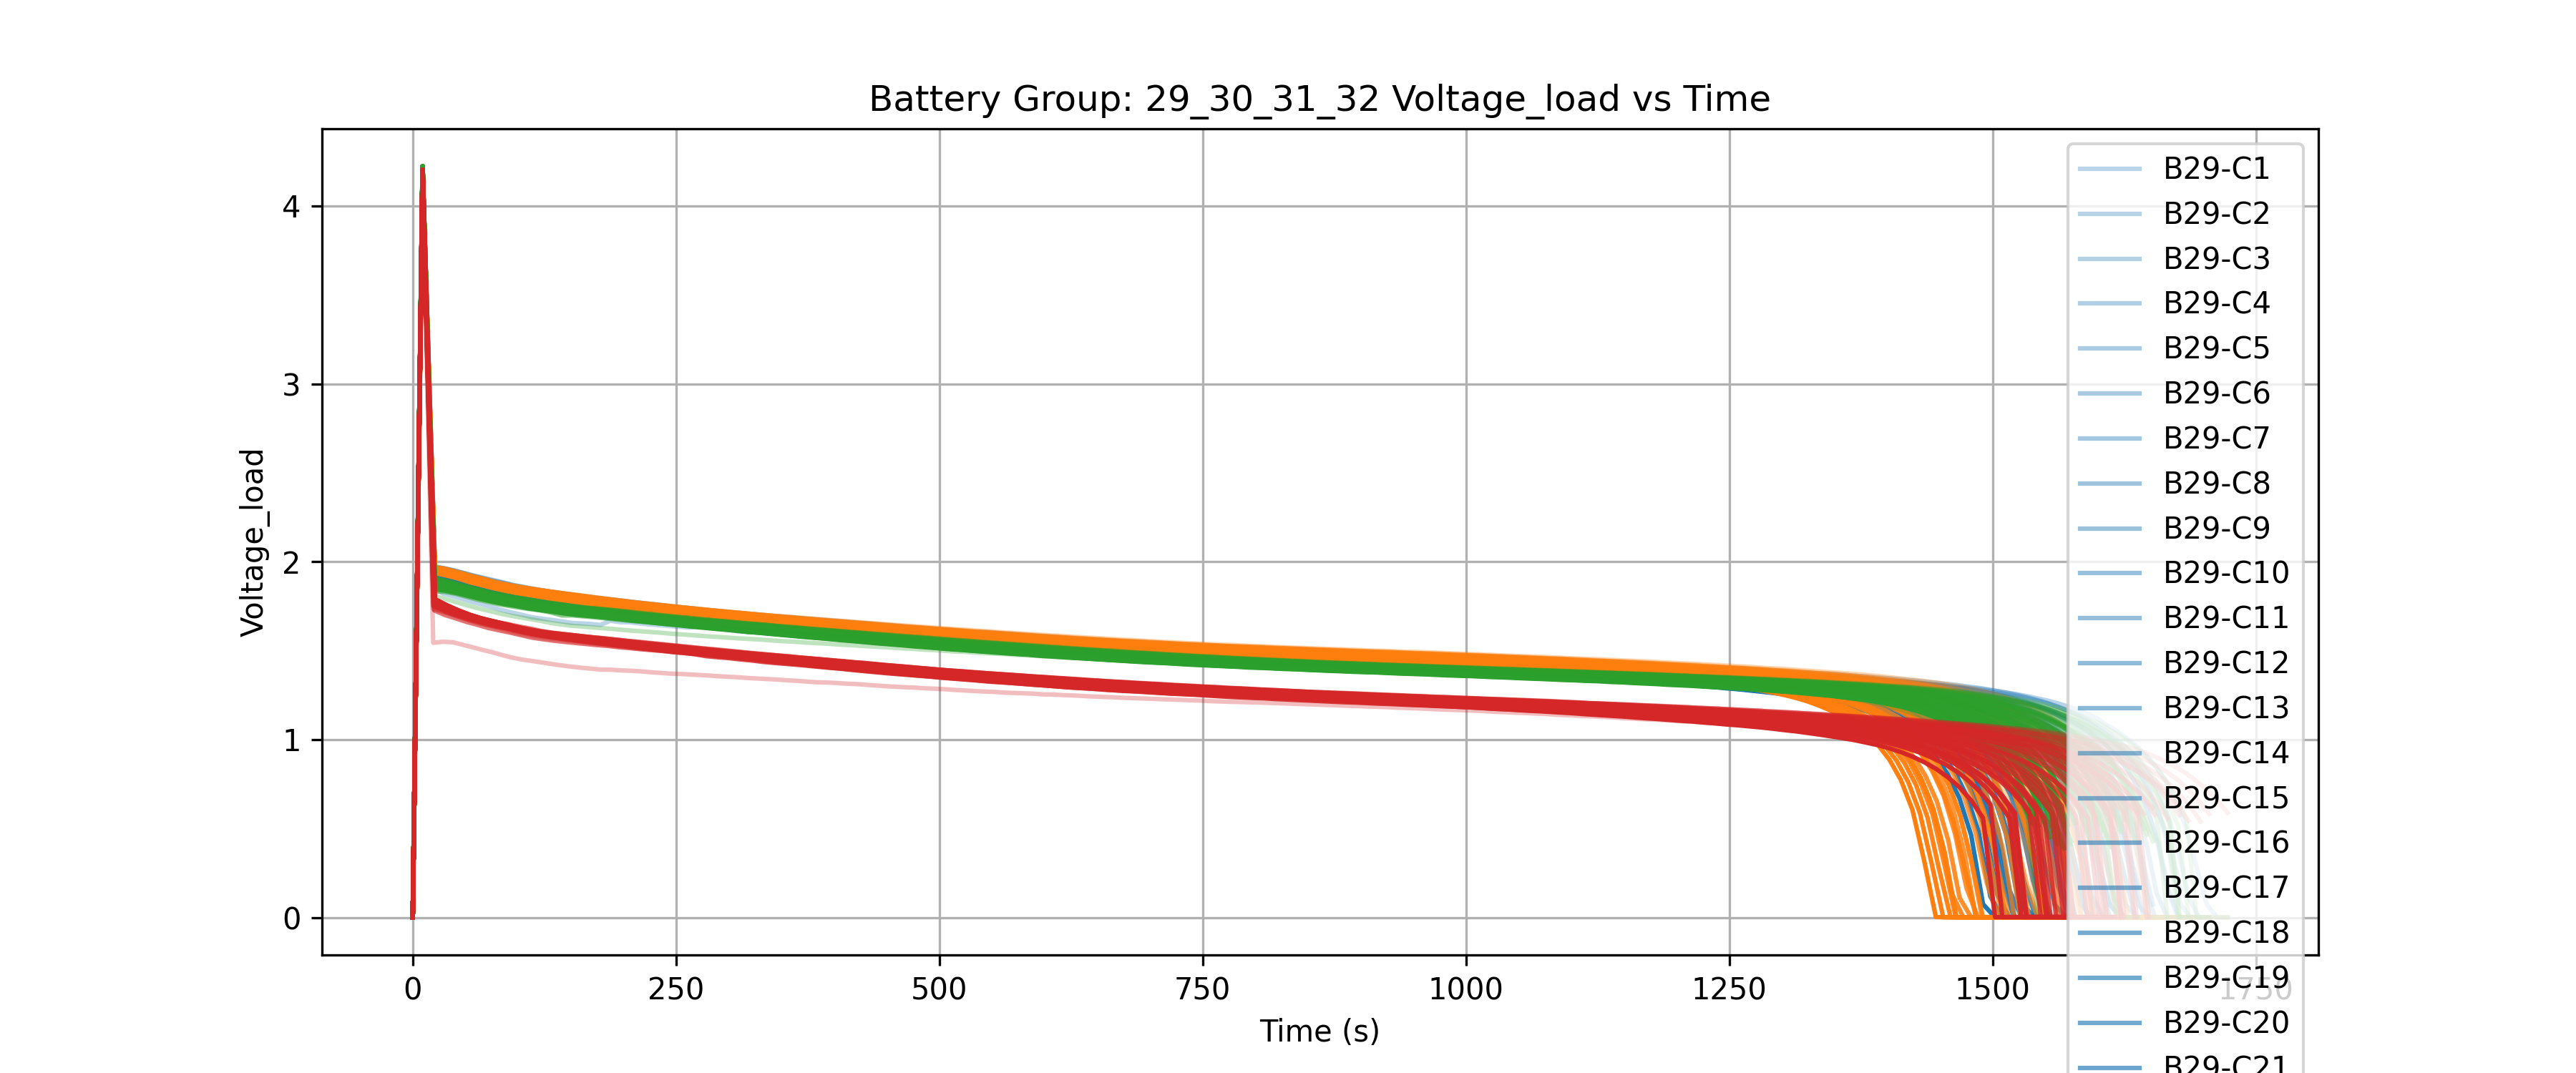 Battery Group: 29_30_31_32 Voltage_load vs Time
Voltage_load
4
3
2
1
0
0 250 500 750 1000 1250 1500 1750
Time (s)
B29-C1
B29-C2
B29-C3
B29-C4
B29-C5
B29-C6
B29-C7
B29-C8
B29-C9
B29-C10
B29-C11
B29-C12
B29-C13
B29-C14
B29-C15
B29-C16
B29-C17
B29-C18
B29-C19
B29-C20
B29-C21